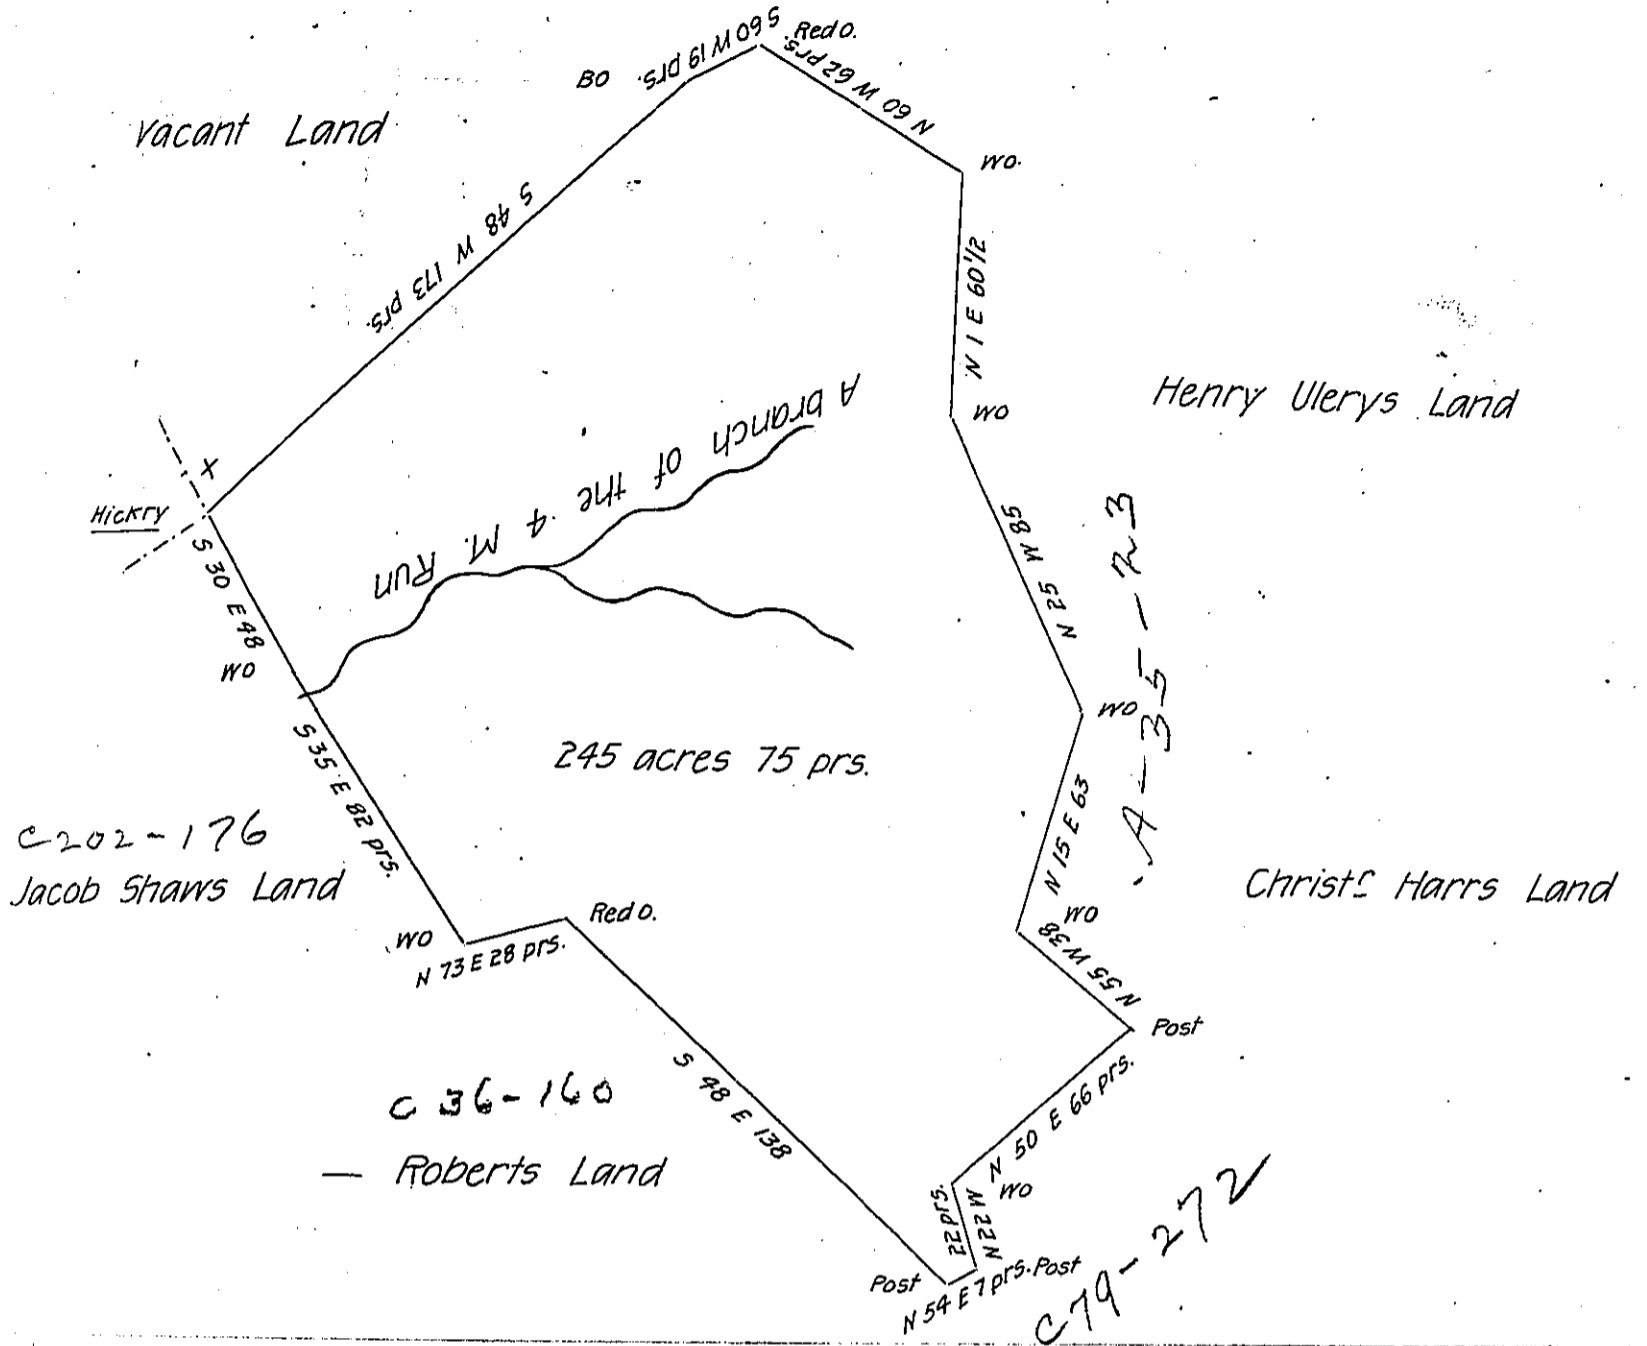 S 60 W 19 prs.
Red o.
BO
N 60 W 62 prs.
Vacant Land
WO.
S 48 W 173 prs.
N 1 E 60 1/2
WO
Henry Ulerys Land
A branch of the 4 M. Run
X
Hickry
S 30 E 48
WO
N 25 W 85
A-35-23
WO
S 35 E 82 prs.
245 acres 75 prs.
N 15 E 63
C202-176
Jacob Shaws Land
Christr Harrs Land
WO
Red o.
WO
N 73 E 28 prs.
N 55 W 38
Post
S 48 E 138
N 50 E 66 prs.
C 36-160
— Roberts Land
WO
22 prs.
N 22 W
Post
N 54 E 7 prs.
Post
C79-272